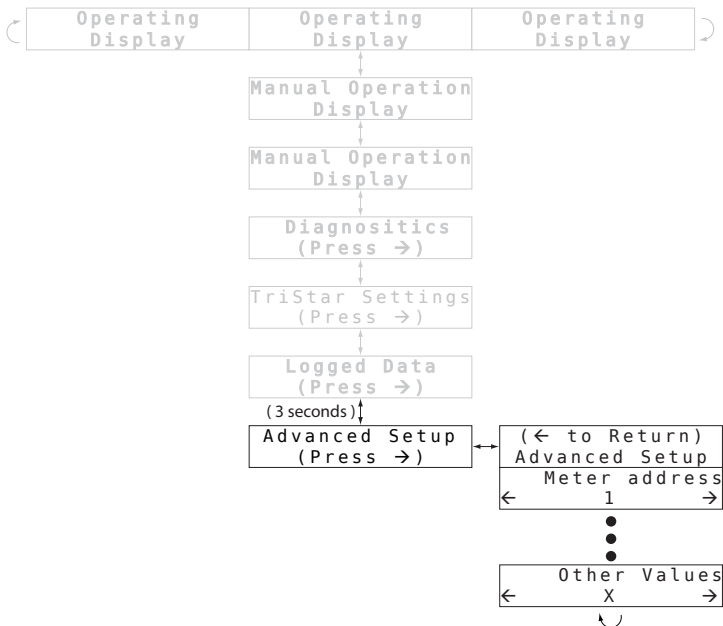 Operating Operating Operating
Display Display Display
Manual Operation
Display
Manual Operation
Display
Diagnositics
(Press →)
TriStar Settings
(Press →)
Logged Data
(Press →)
(3 seconds)
Advanced Setup
(Press →)
(← to Return)
Advanced Setup
Meter address
← 1 →
Other Values
← X →